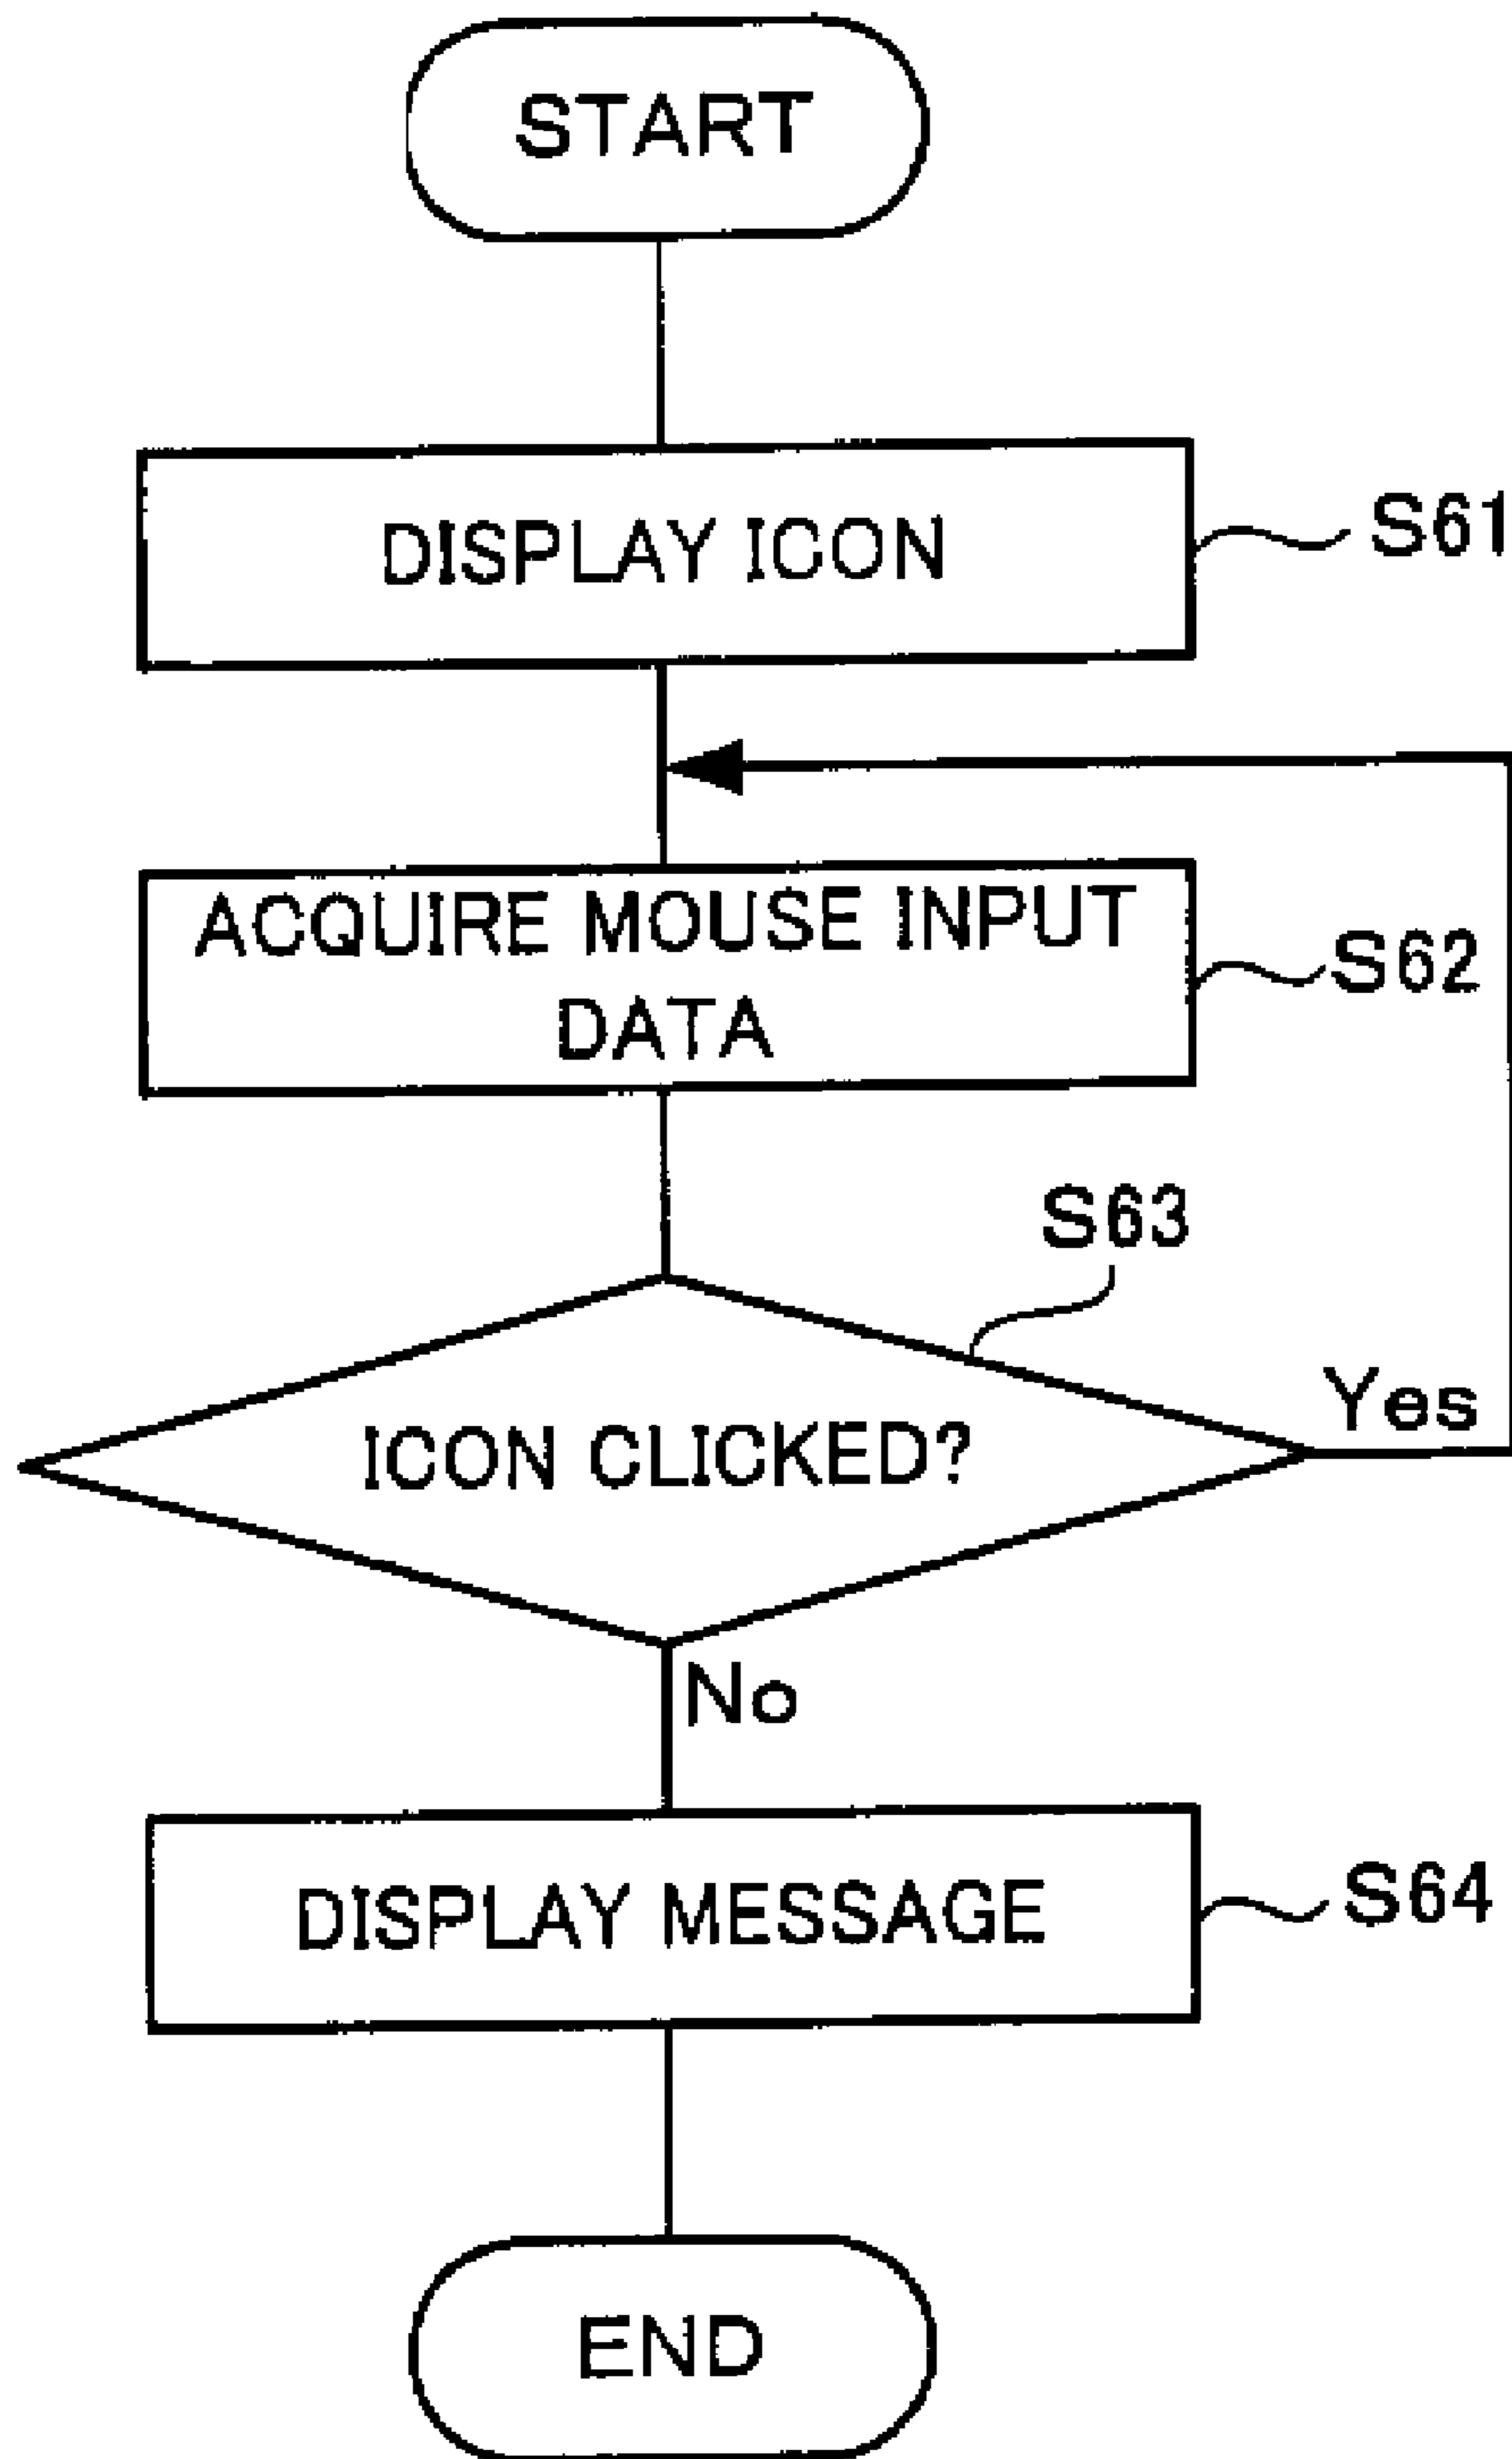 START
DISPLAY ICON
S61
ACQUIRE MOUSE INPUT
DATA
S62
S63
ICON CLICKED?
Yes
No
DISPLAY MESSAGE
S64
END